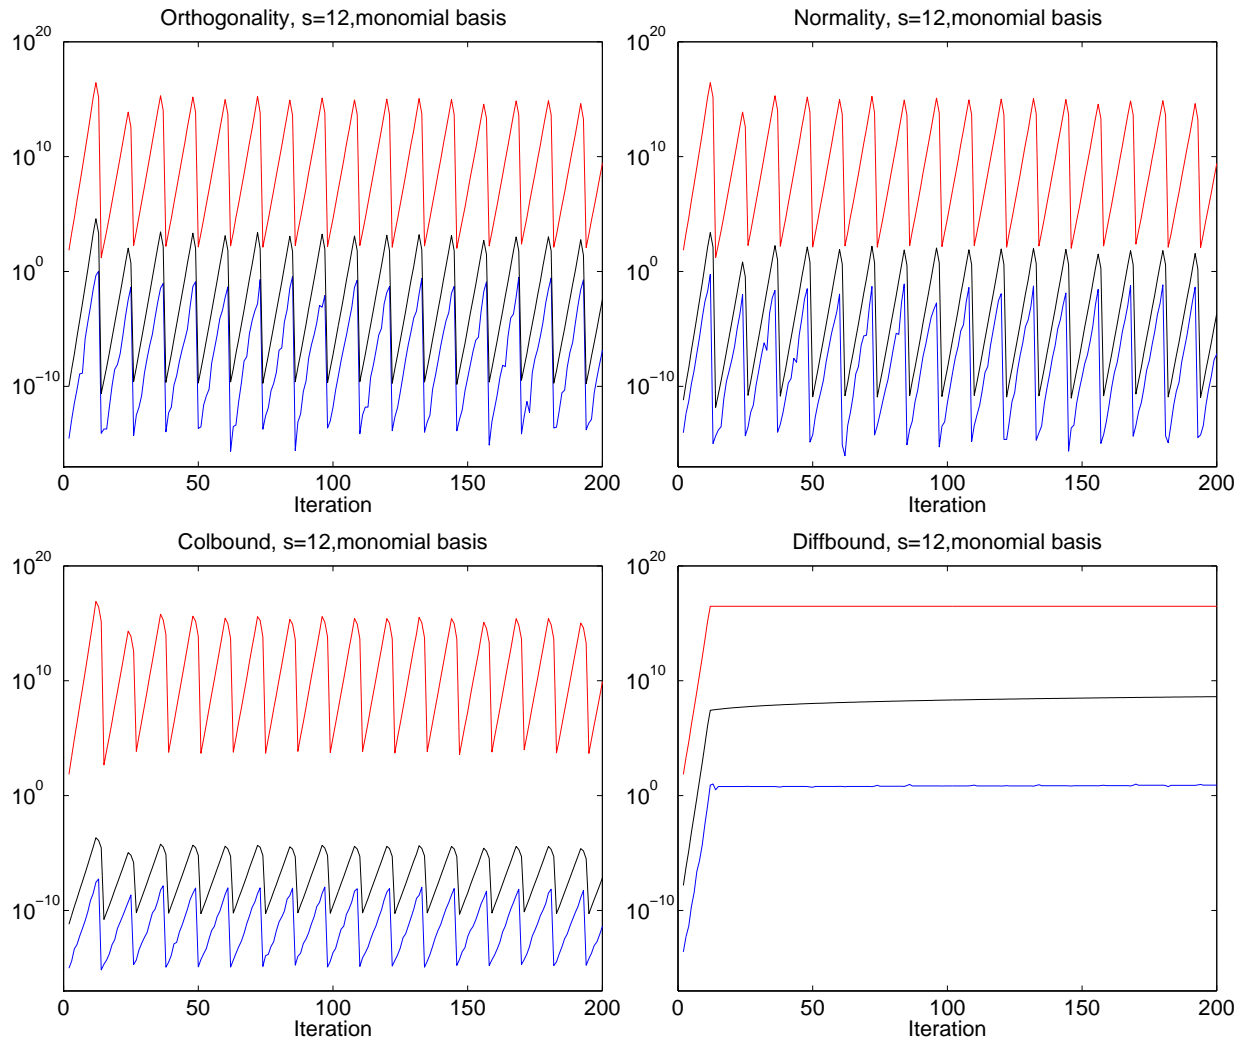 Orthogonality, s=12,monomial basis
10^20
10^10
10^0
10^-10
0 50 100 150 200
Iteration
Normality, s=12,monomial basis
10^20
10^10
10^0
10^-10
0 50 100 150 200
Iteration
Colbound, s=12,monomial basis
10^20
10^10
10^0
10^-10
0 50 100 150 200
Iteration
Diffbound, s=12,monomial basis
10^20
10^10
10^0
10^-10
0 50 100 150 200
Iteration